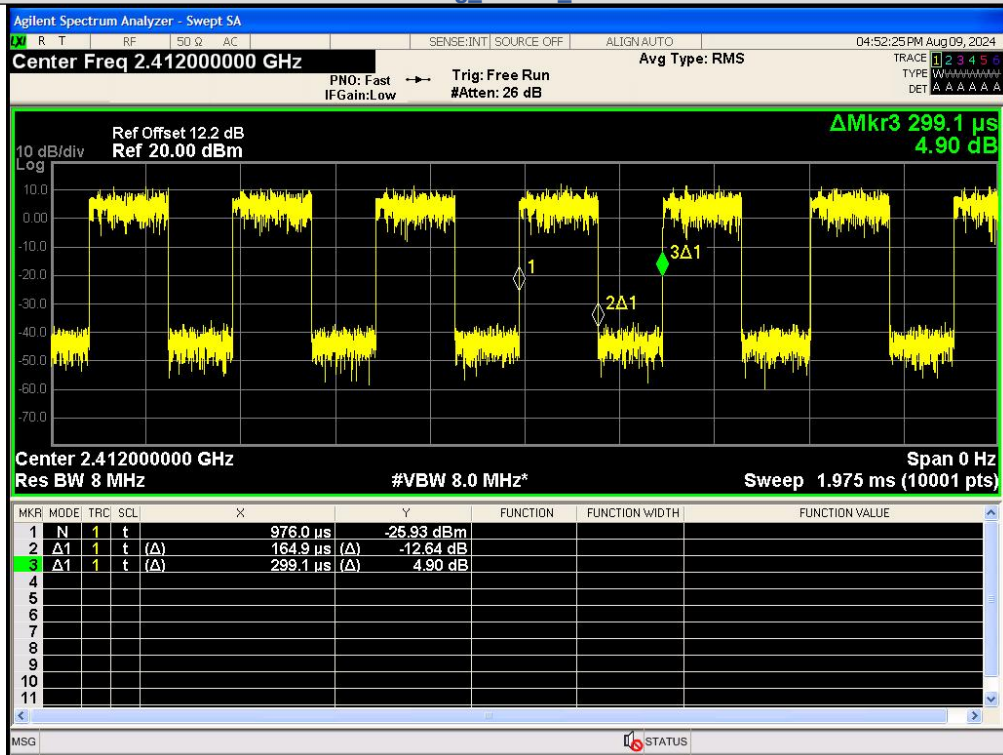 Agilent Spectrum Analyzer - Swept SA
LXI R T RF 50 Ω AC SENSE:INT SOURCE OFF ALIGN AUTO 04:52:25 PM Aug 09, 2024
Center Freq 2.412000000 GHz Avg Type: RMS TRACE 1 2 3 4 5 6
PNO: Fast Trig: Free Run TYPE W
IFGain:Low #Atten: 26 dB DET A A A A A A
ΔMkr3 299.1 µs
Ref Offset 12.2 dB
10 dB/div Ref 20.00 dBm 4.90 dB
Log
10.0
0.00
3Δ1
-10.0
1
-20.0
2Δ1
-30.0
-40.0
-50.0
-60.0
-70.0
Center 2.412000000 GHz Span 0 Hz
Res BW 8 MHz #VBW 8.0 MHz* Sweep 1.975 ms (10001 pts)
MKR MODE TRC SCL X Y FUNCTION FUNCTION WIDTH FUNCTION VALUE
1 N 1 t 976.0 µs -25.93 dBm
2 Δ1 1 t (Δ) 164.9 µs (Δ) -12.64 dB
3 Δ1 1 t (Δ) 299.1 µs (Δ) 4.90 dB
4
5
6
7
8
9
10
11
MSG STATUS